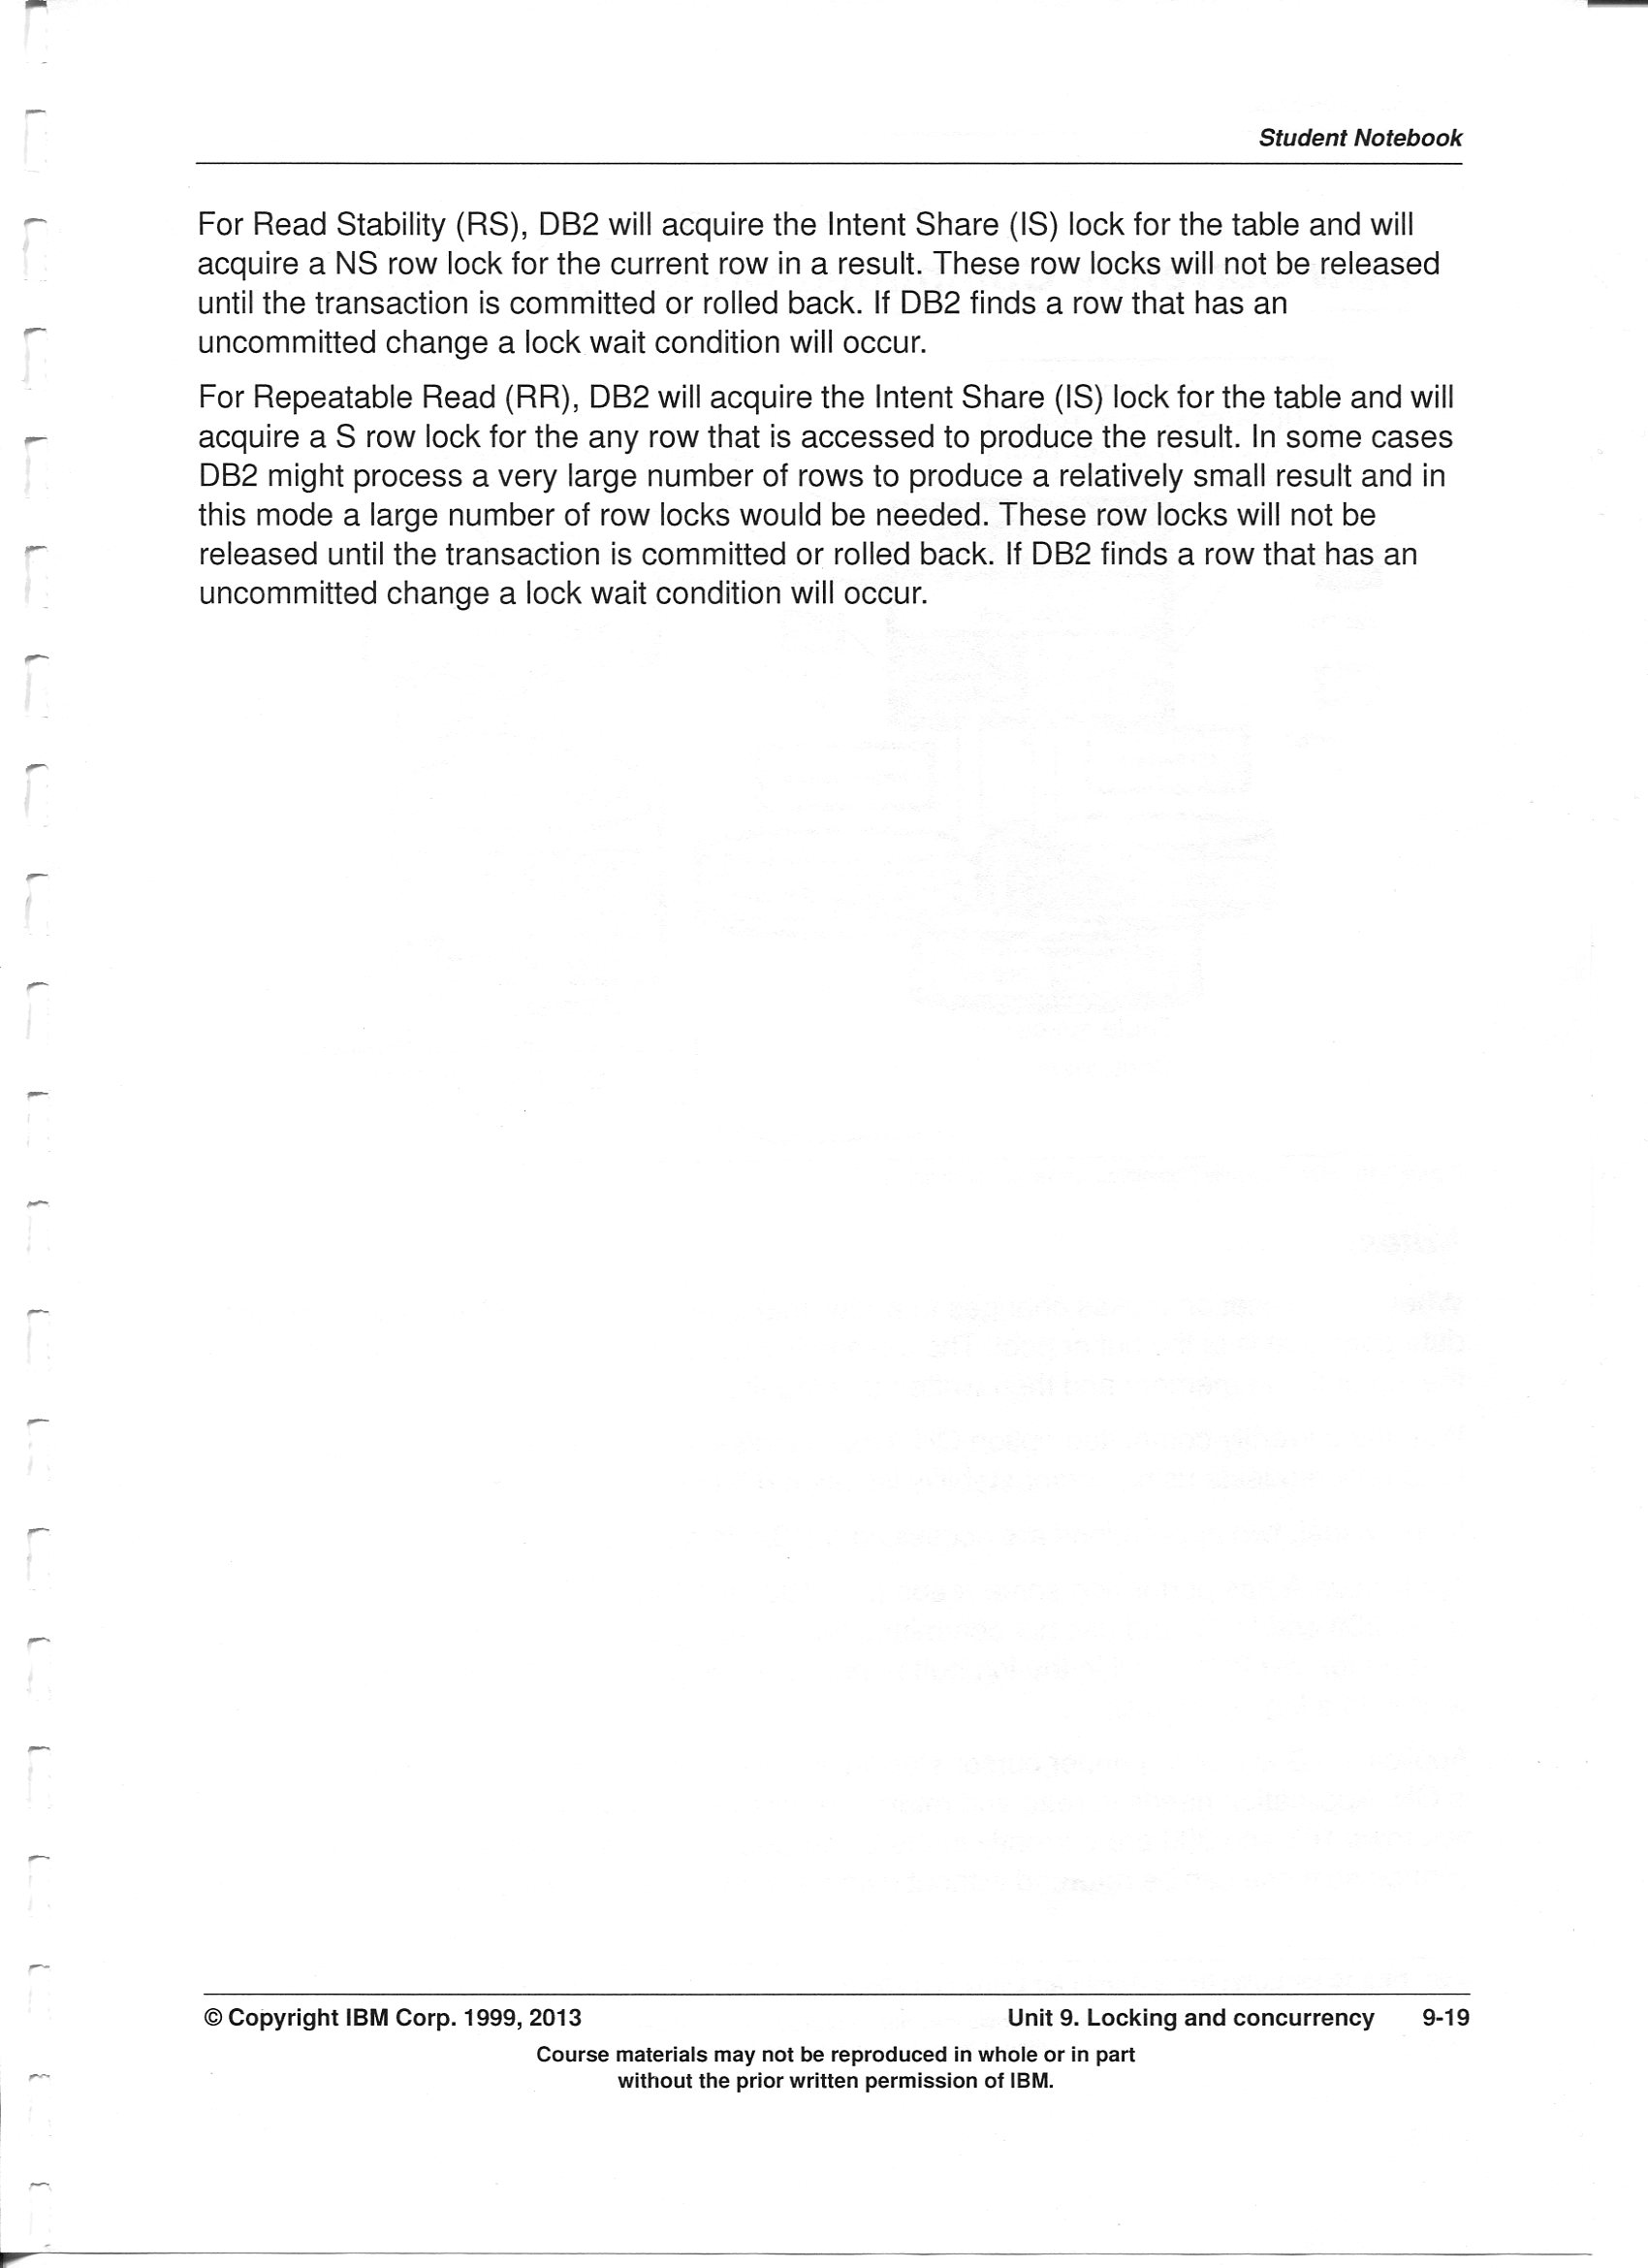 Student Notebook
For Read Stability (RS), DB2 will acquire the Intent Share (IS) lock for the table and will
acquire a NS row lock for the current row in a result. These row locks will not be released
until the transaction is committed or rolled back. If DB2 finds a row that has an
uncommitted change a lock wait condition will occur.
For Repeatable Read (RR), DB2 will acquire the Intent Share (IS) lock for the table and will
acquire a S row lock for the any row that is accessed to produce the result. In some cases
DB2 might process a very large number of rows to produce a relatively small result and in
this mode a large number of row locks would be needed. These row locks will not be
released until the transaction is committed or rolled back. If DB2 finds a row that has an
uncommitted change a lock wait condition will occur.
© Copyright IBM Corp. 1999, 2013 Unit 9. Locking and concurrency 9-19
Course materials may not be reproduced in whole or in part
without the prior written permission of IBM.